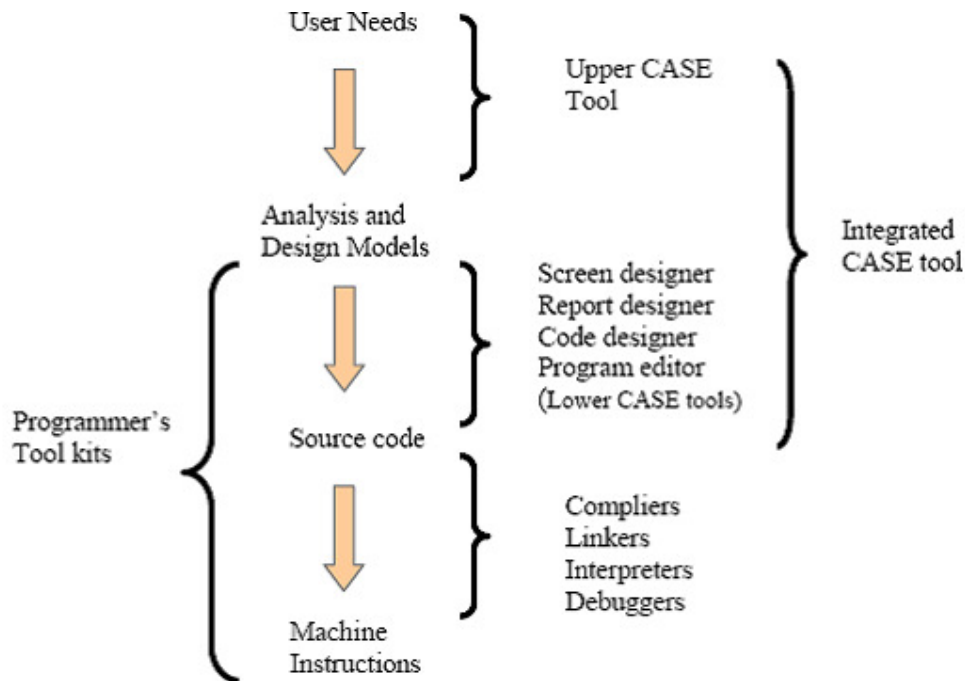 User Needs
Upper CASE
Tool
Analysis and
Design Models
Integrated
CASE tool
Screen designer
Report designer
Code designer
Program editor
(Lower CASE tools)
Programmer's
Tool kits
Source code
Compliers
Linkers
Interpreters
Debuggers
Machine
Instructions